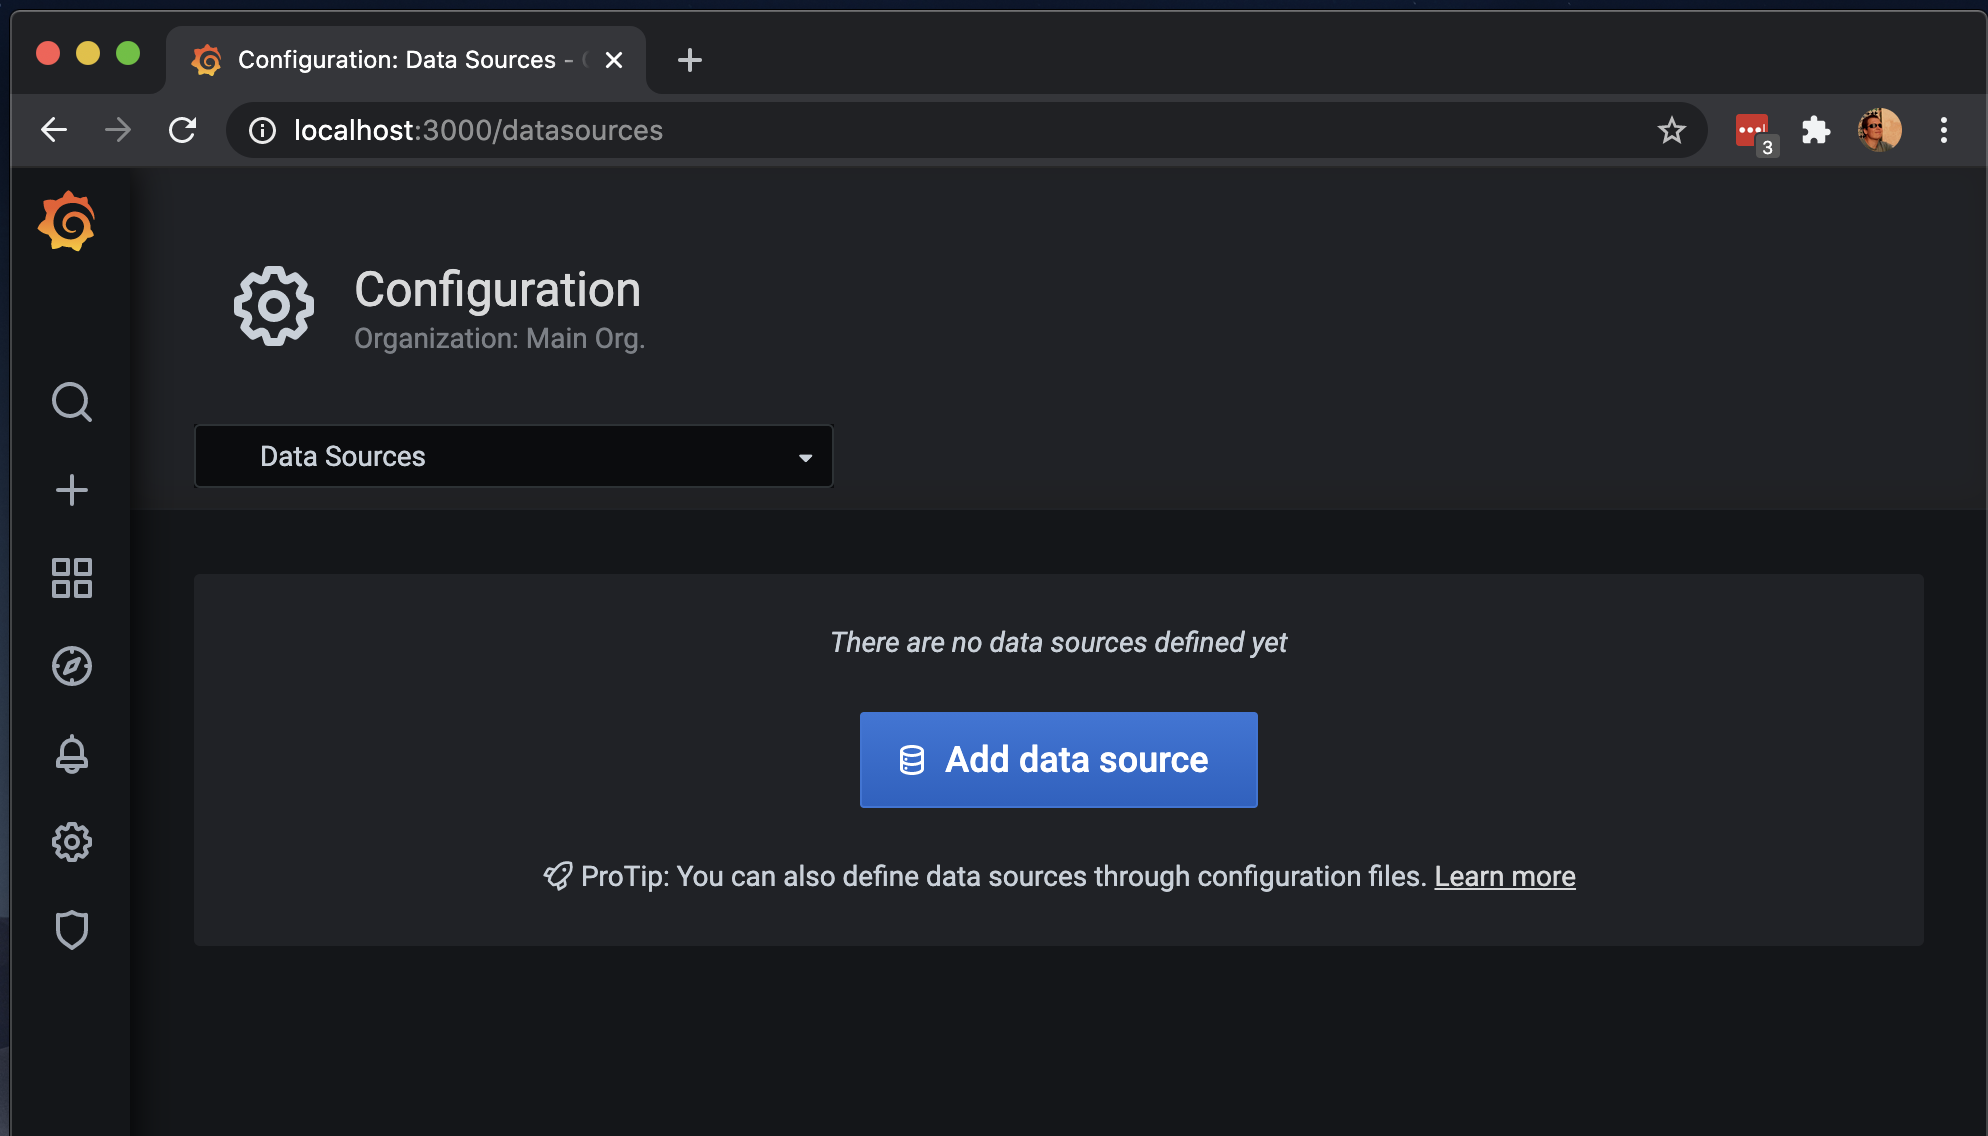 Configuration: Data Sources -
localhost:3000/datasources
3
Configuration
Organization: Main Org.
Data Sources
There are no data sources defined yet
Add data source
ProTip: You can also define data sources through configuration files. Learn more